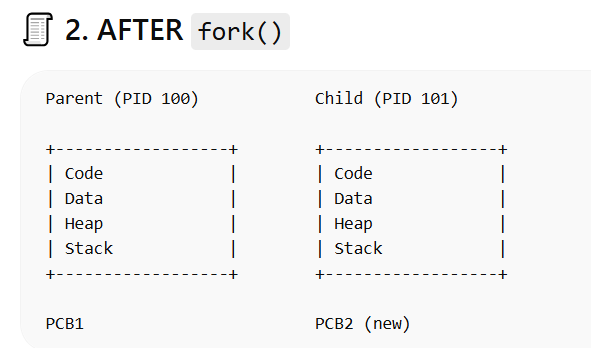 2. AFTER fork()
Parent (PID 100)          Child (PID 101)
+------------------+        +------------------+
| Code             |        | Code             |
| Data             |        | Data             |
| Heap             |        | Heap             |
| Stack            |        | Stack            |
+------------------+        +------------------+
PCB1                        PCB2 (new)